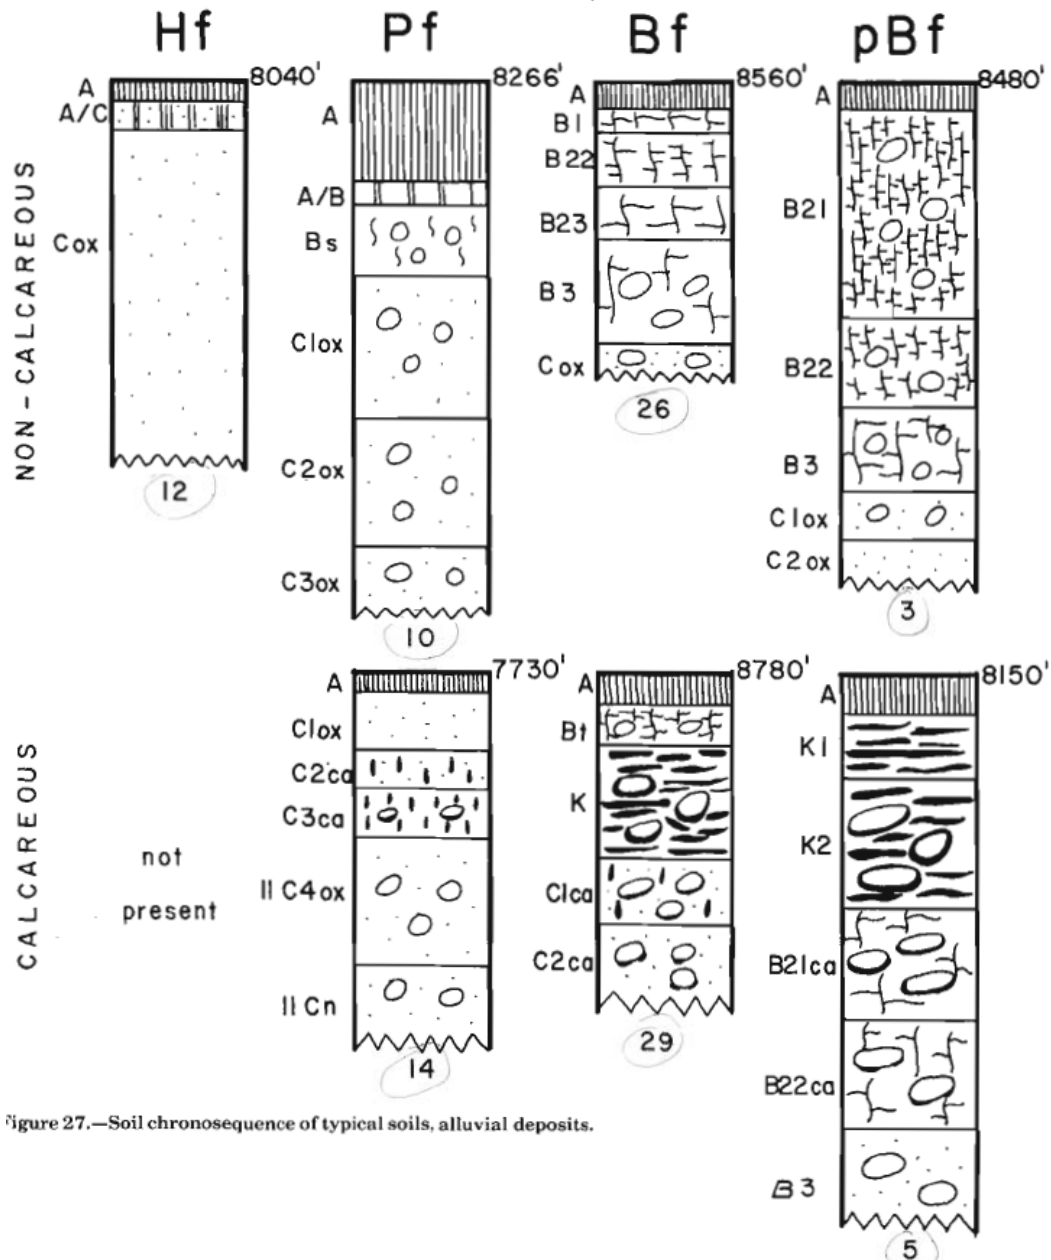 Hf Pf Bf pBf
NON-CALCAREOUS
8040'
A
A/C
Cox
12
8266'
A
A/B
Bs
C1ox
C2ox
C3ox
10
8560'
A
B1
B22
B23
B3
Cox
26
8480'
A
B21
B22
B3
C1ox
C2ox
3
CALCAREOUS
not
present
7730'
A
C1ox
C2ca
C3ca
II C4ox
II Cn
14
8780'
A
Bt
K
C1ca
C2ca
29
8150'
A
K1
K2
B21ca
B22ca
B3
5
Figure 27.—Soil chronosequence of typical soils, alluvial deposits.